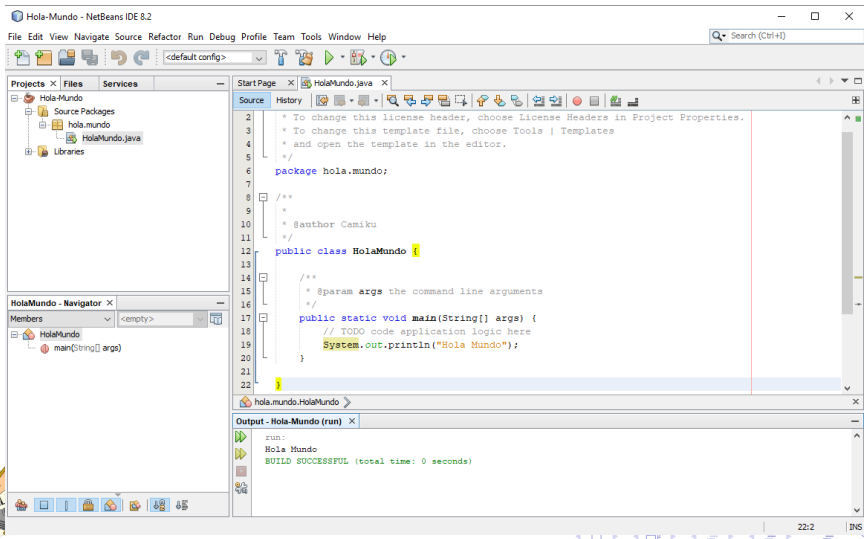 Hola-Mundo - NetBeans IDE 8.2
File Edit View Navigate Source Refactor Run Debug Profile Team Tools Window Help
Search (Ctrl+I)
<default config>
Projects Files Services
Hola-Mundo
Source Packages
hola.mundo
HolaMundo.java
Libraries
HolaMundo - Navigator
Members <empty>
HolaMundo
main(String[] args)
Start Page HolaMundo.java
Source History
2 * To change this license header, choose License Headers in Project Properties.
3 * To change this template file, choose Tools | Templates
4 * and open the template in the editor.
5 */
6 package hola.mundo;
7
8 /**
9 *
10 * @author Camiku
11 */
12 public class HolaMundo {
13
14 /**
15 * @param args the command line arguments
16 */
17 public static void main(String[] args) {
18 // TODO code application logic here
19 System.out.println("Hola Mundo");
20 }
21
22 }
hola.mundo.HolaMundo
Output - Hola-Mundo (run)
run:
Hola Mundo
BUILD SUCCESSFUL (total time: 0 seconds)
22:2 INS